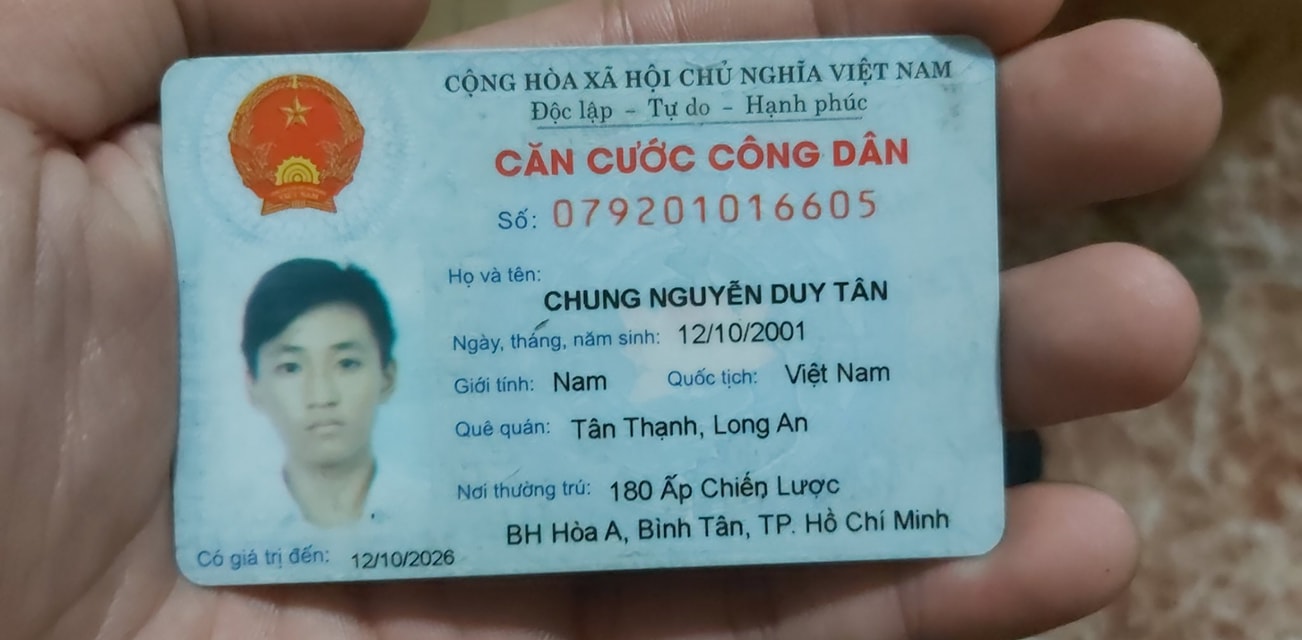 CỘNG HÒA XÃ HỘI CHỦ NGHĨA VIỆT NAM
Độc lập – Tự do – Hạnh phúc
CĂN CƯỚC CÔNG DÂN
Số: 079201016605
Họ và tên:
CHUNG NGUYỄN DUY TÂN
Ngày, tháng, năm sinh: 12/10/2001
Giới tính: Nam Quốc tịch: Việt Nam
Quê quán: Tân Thạnh, Long An
Nơi thường trú: 180 Ấp Chiến Lược
BH Hòa A, Bình Tân, TP. Hồ Chí Minh
Có giá trị đến: 12/10/2026